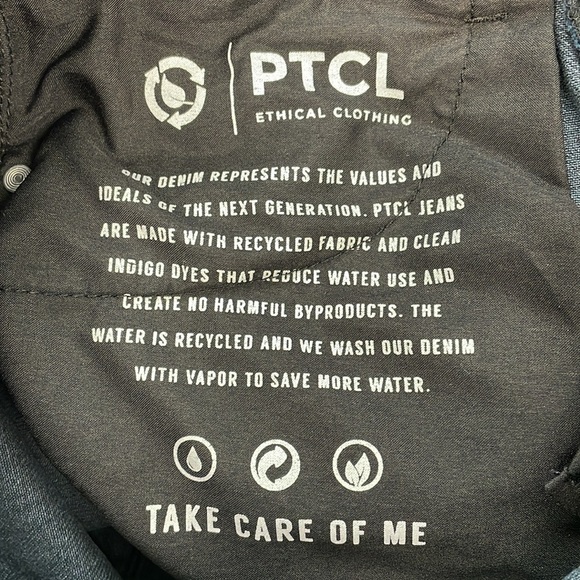 PTCL
ETHICAL CLOTHING
OUR DENIM REPRESENTS THE VALUES AND
IDEALS OF THE NEXT GENERATION. PTCL JEANS
ARE MADE WITH RECYCLED FABRIC AND CLEAN
INDIGO DYES THAT REDUCE WATER USE AND
CREATE NO HARMFUL BYPRODUCTS. THE
WATER IS RECYCLED AND WE WASH OUR DENIM
WITH VAPOR TO SAVE MORE WATER.
TAKE CARE OF ME